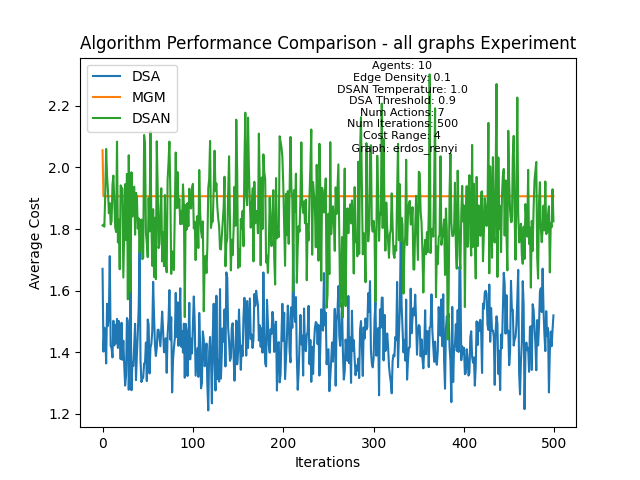 Algorithm Performance Comparison - all graphs Experiment
DSA
MGM
DSAN
Agents: 10
Edge Density: 0.1
DSAN Temperature: 1.0
DSA Threshold: 0.9
Num Actions: 7
Num Iterations: 500
Cost Range: 4
Graph: erdos_renyi
Average Cost
2.2
2.0
1.8
1.6
1.4
1.2
0
100
200
300
400
500
Iterations